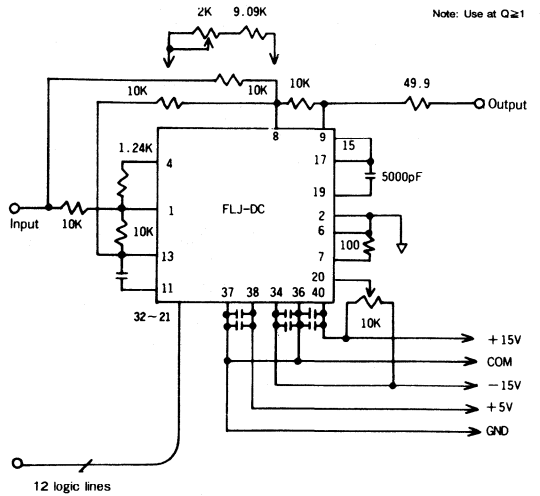 Note: Use at Q≧1
2K 9.09K
10K 10K 10K 49.9
Output
8 9
1.24K
4
15
17
5000pF
19
Input
10K
1
FLJ-DC
2
10K
6
100
13
7
20
11
37 38 34 36 40
32~21
10K
+15V
COM
−15V
+5V
GND
12 logic lines